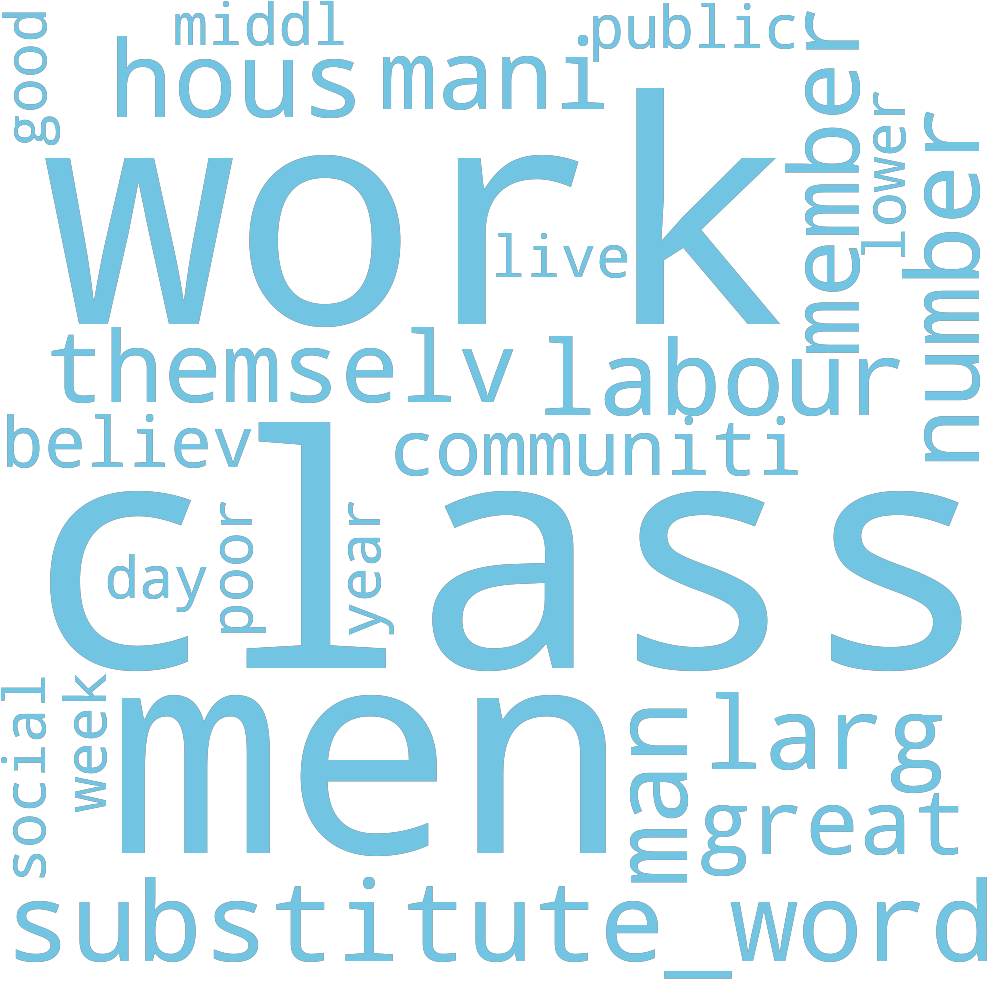 middl
public
good
hous
mani
member
lower
number
work
live
themselv
labour
believ
communiti
class
day
poor
year
social
week
men
man
larg
great
substitute_word